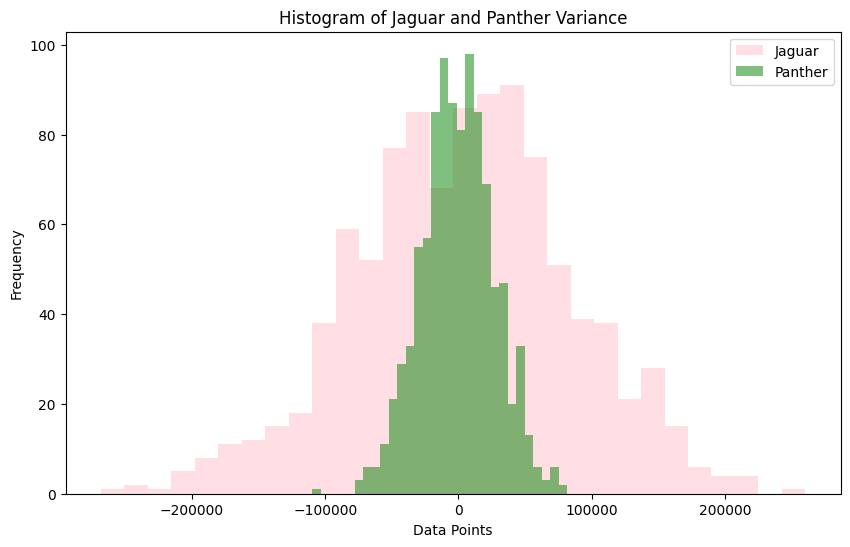 Histogram of Jaguar and Panther Variance
Jaguar
Panther
100
80
60
40
20
0
Frequency
−200000 −100000 0 100000 200000
Data Points